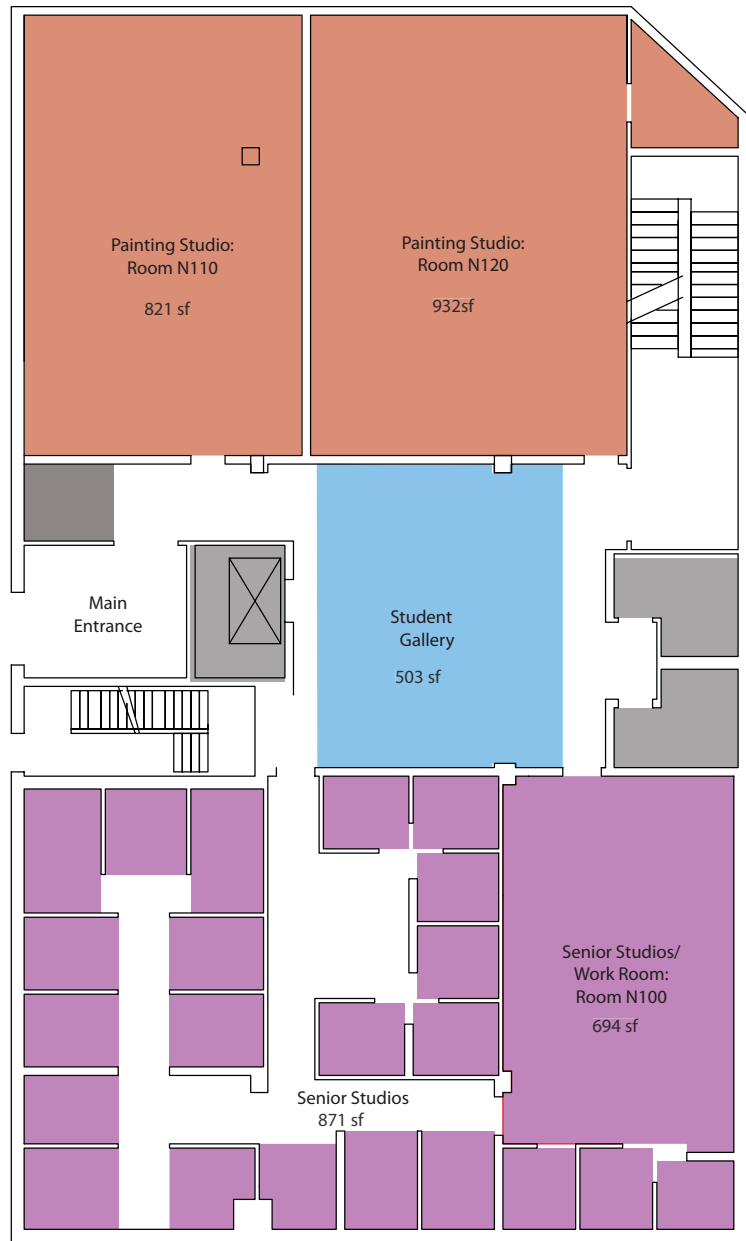 Painting Studio:
Room N110
821 sf
Painting Studio:
Room N120
932sf
Main
Entrance
Student
Gallery
503 sf
Senior Studios/
Work Room:
Room N100
694 sf
Senior Studios
871 sf